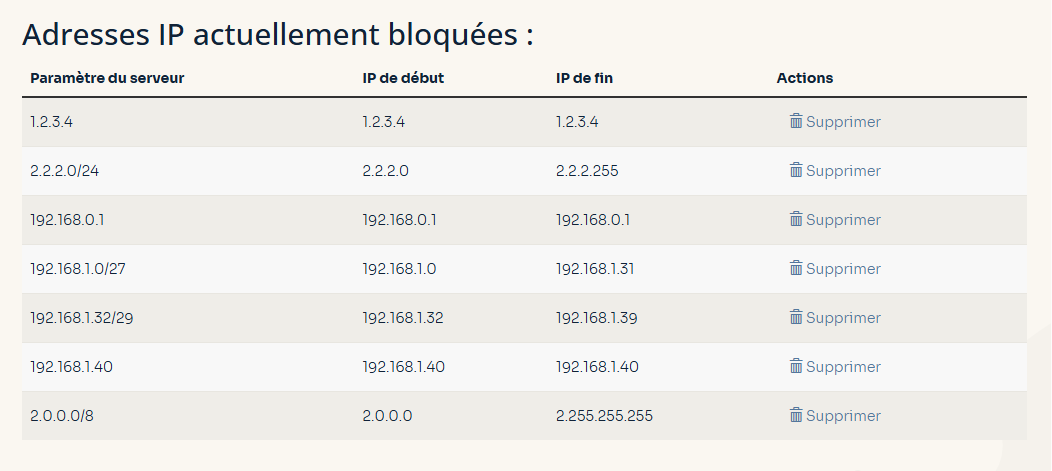 Adresses IP actuellement bloquées :
Paramètre du serveur IP de début IP de fin Actions
1.2.3.4 1.2.3.4 1.2.3.4 Supprimer
2.2.2.0/24 2.2.2.0 2.2.2.255 Supprimer
192.168.0.1 192.168.0.1 192.168.0.1 Supprimer
192.168.1.0/27 192.168.1.0 192.168.1.31 Supprimer
192.168.1.32/29 192.168.1.32 192.168.1.39 Supprimer
192.168.1.40 192.168.1.40 192.168.1.40 Supprimer
2.0.0.0/8 2.0.0.0 2.255.255.255 Supprimer